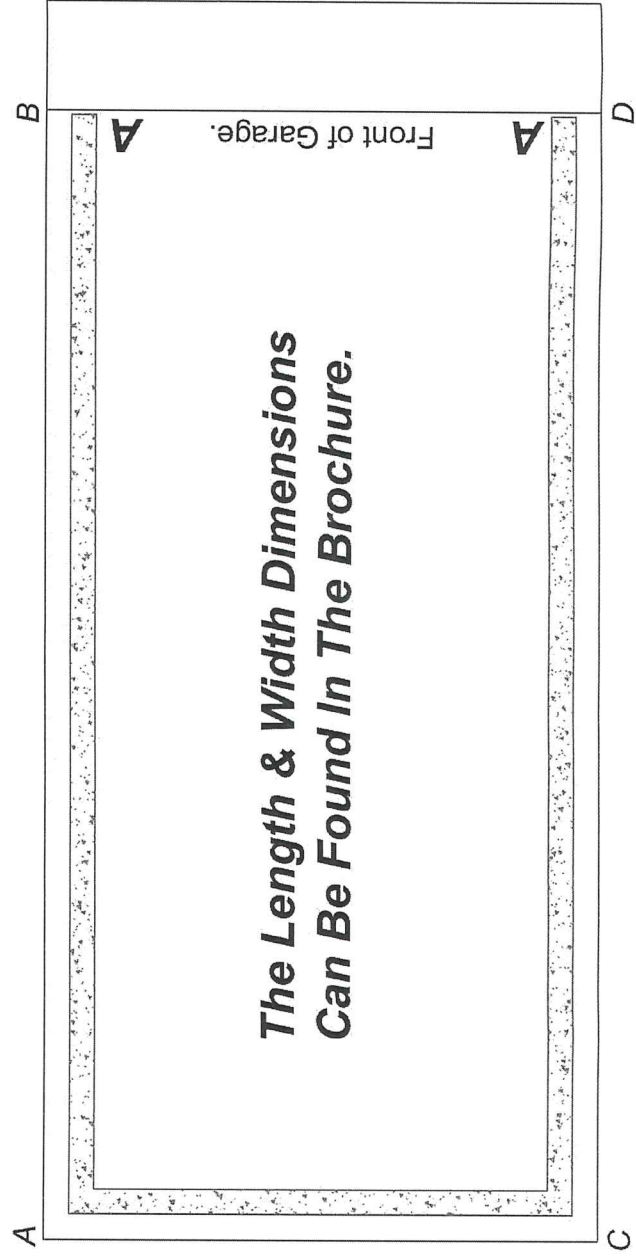 B
D
A
Front of Garage.
A
The Length & Width Dimensions
Can Be Found In The Brochure.
A
C